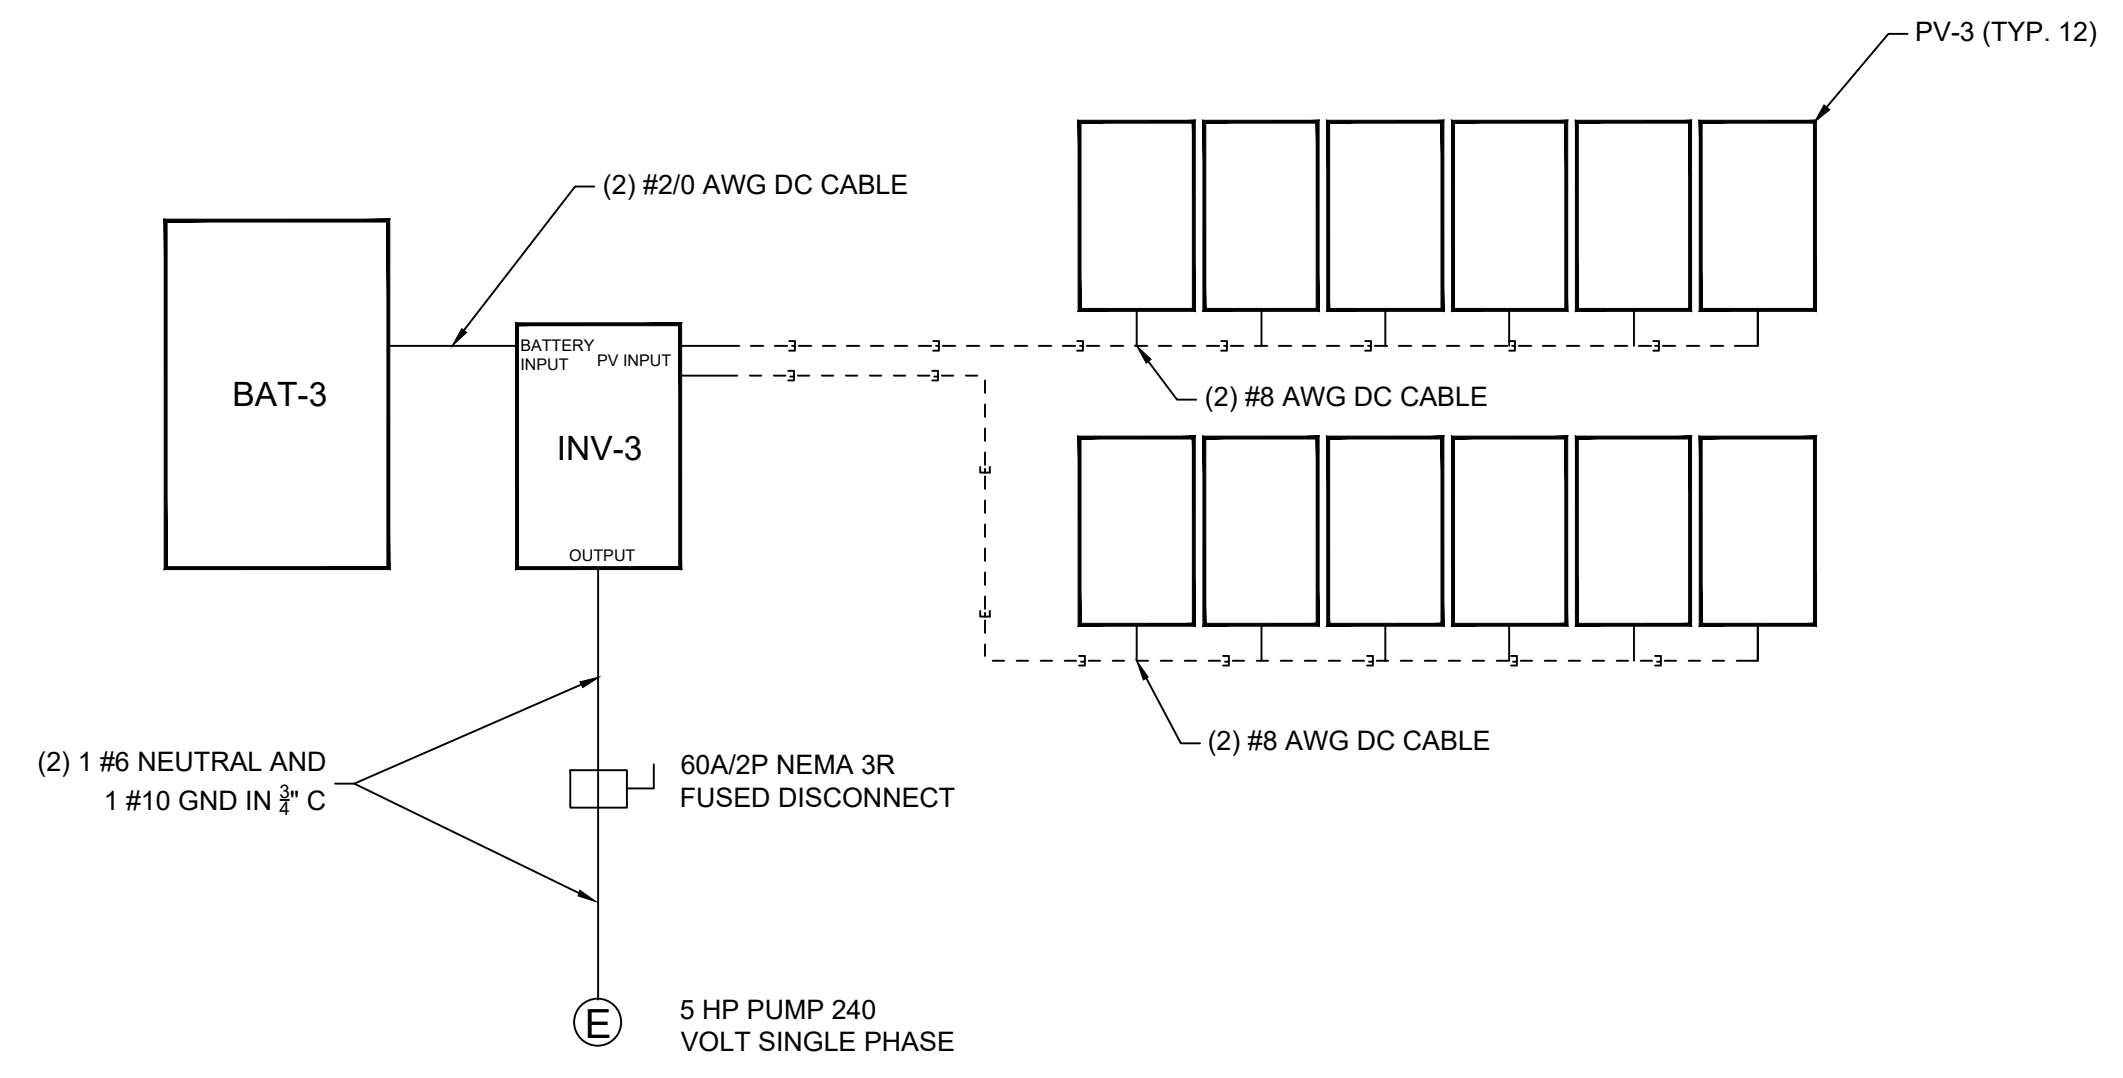 PV-3 (TYP. 12)
(2) #2/0 AWG DC CABLE
BATTERY
INPUT
PV INPUT
BAT-3
(2) #8 AWG DC CABLE
INV-3
OUTPUT
(2) #8 AWG DC CABLE
(2) 1 #6 NEUTRAL AND
1 #10 GND IN 3/4" C
60A/2P NEMA 3R
FUSED DISCONNECT
E
5 HP PUMP 240
VOLT SINGLE PHASE